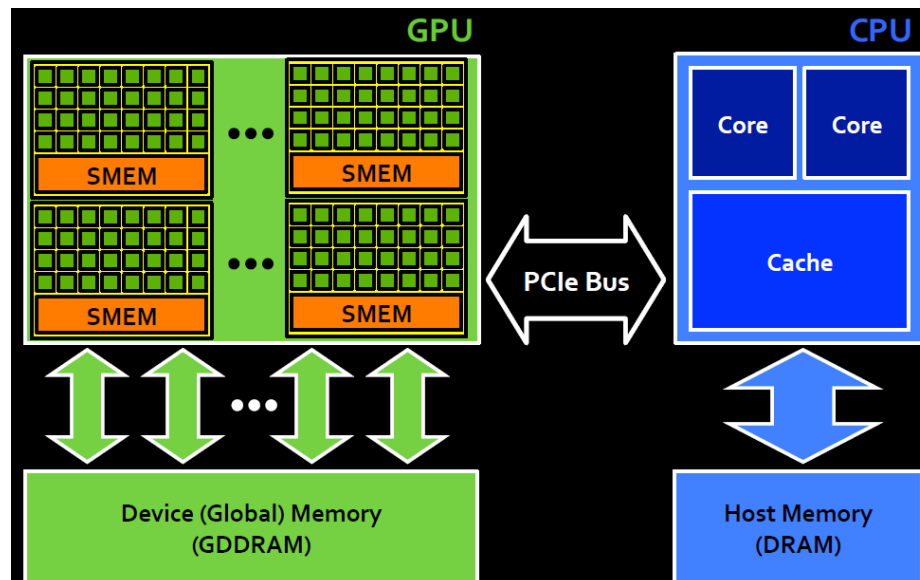 GPU
CPU
SMEM
SMEM
SMEM
SMEM
Core
Core
Cache
PCIe Bus
Device (Global) Memory
(GDDRAM)
Host Memory
(DRAM)